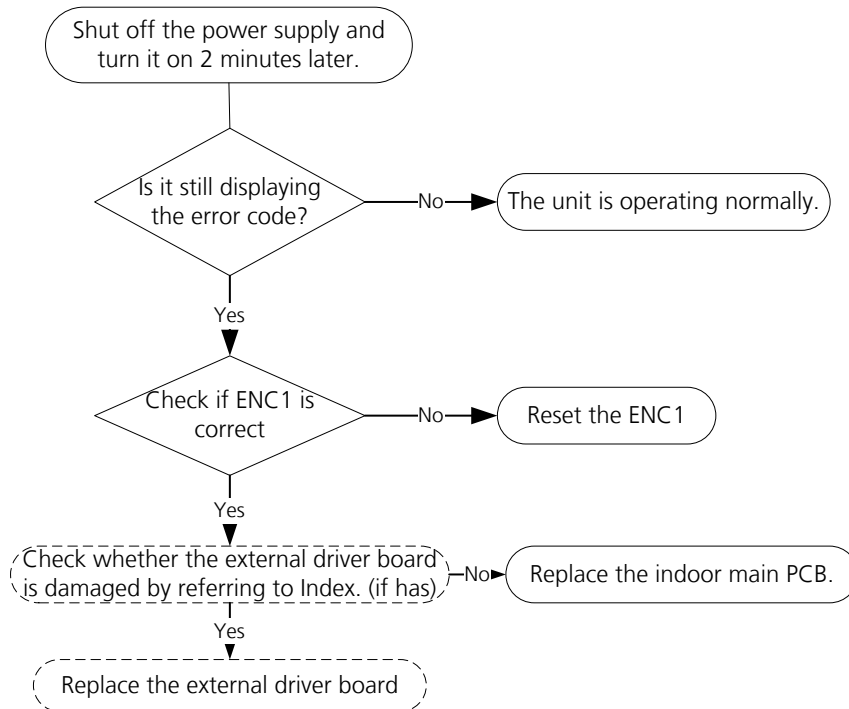 Shut off the power supply and
turn it on 2 minutes later.
Is it still displaying
the error code?
No
The unit is operating normally.
Yes
Check if ENC1 is
correct
No
Reset the ENC1
Yes
Check whether the external driver board
is damaged by referring to Index. (if has)
No
Replace the indoor main PCB.
Yes
Replace the external driver board